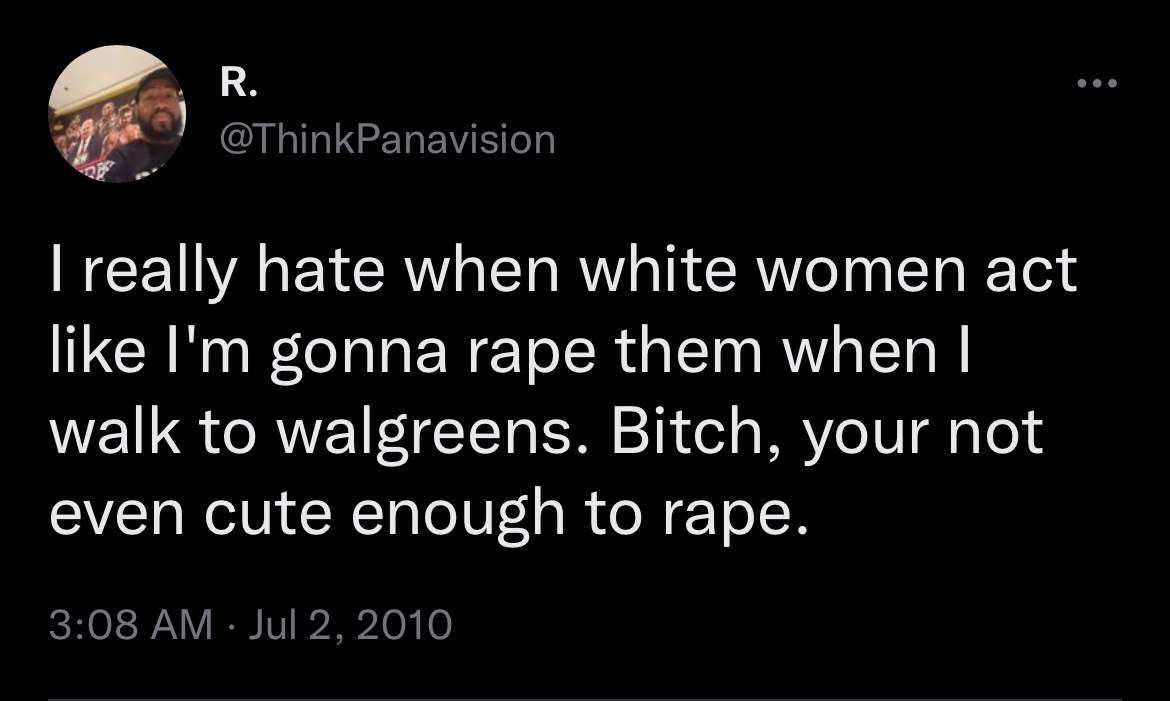 R.
@ThinkPanavision
I really hate when white women act
like I'm gonna rape them when I
walk to walgreens. Bitch, your not
even cute enough to rape.
3:08 AM · Jul 2, 2010